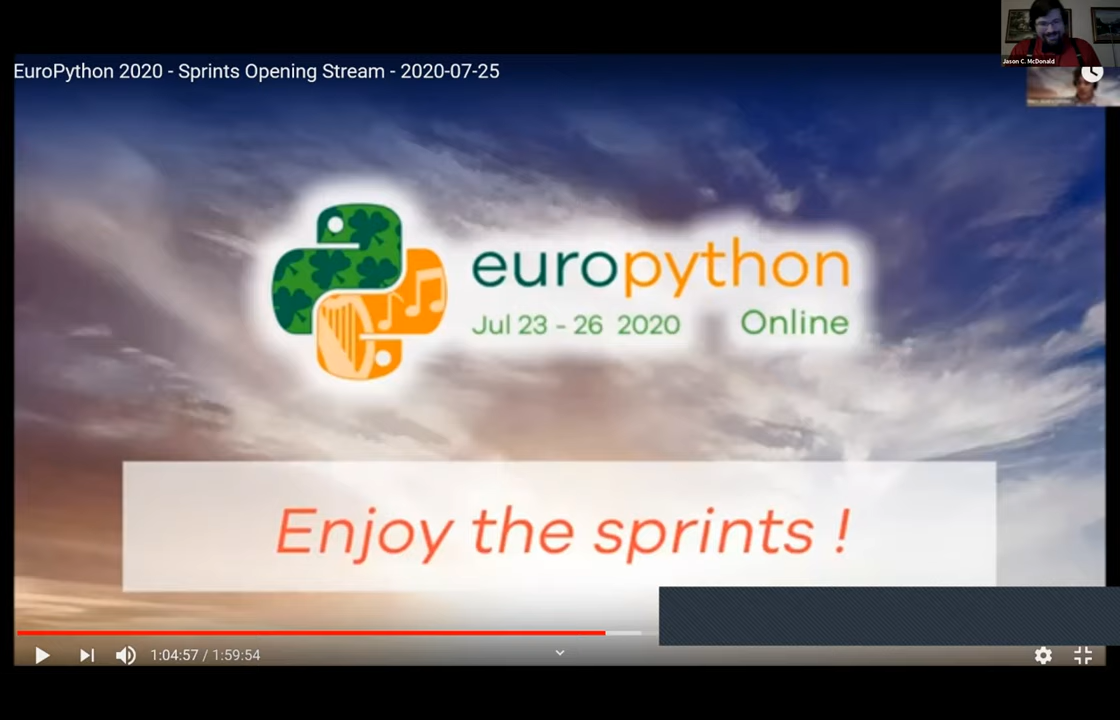 Jason C. McDonald
EuroPython 2020 - Sprints Opening Stream - 2020-07-25
europython
Jul 23 - 26 2020 Online
Enjoy the sprints !
1:04:57 / 1:59:54